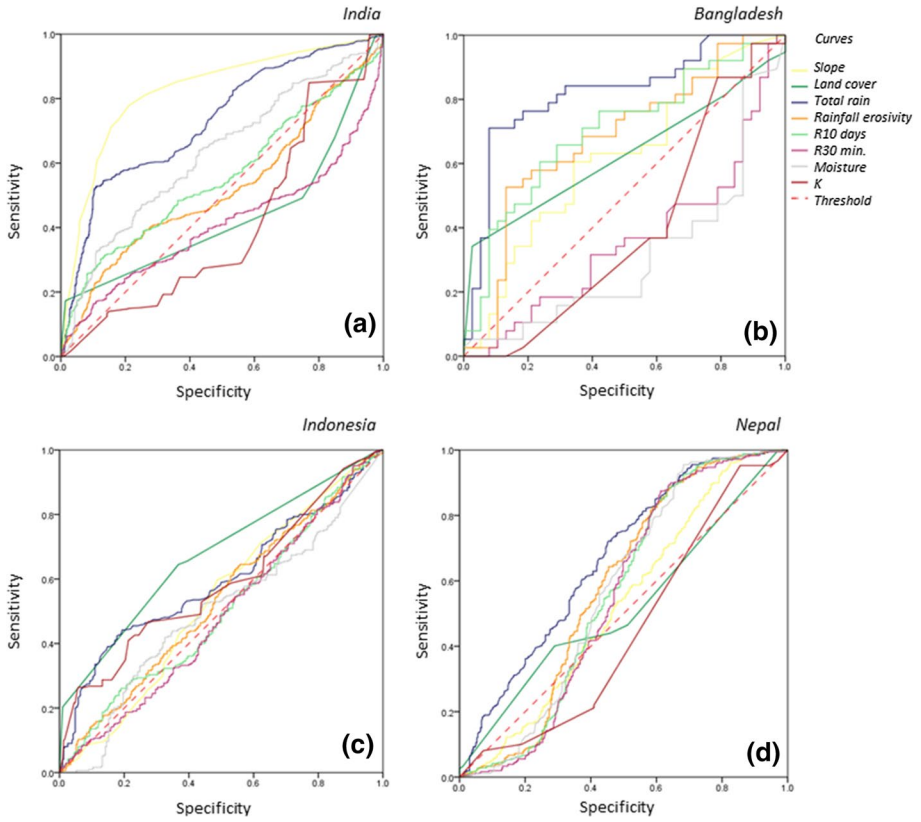 India
Bangladesh
Curves
Slope
Land cover
Total rain
Rainfall erosivity
R10 days
R30 min.
Moisture
K
Threshold
1.0
0.8
0.6
0.4
0.2
0.0
Sensitivity
(a)
0.0 0.2 0.4 0.6 0.8 1.0
Specificity
1.0
0.8
0.6
0.4
0.2
0.0
Sensitivity
(b)
0.0 0.2 0.4 0.6 0.8 1.0
Specificity
Indonesia
Nepal
1.0
0.8
0.6
0.4
0.2
0.0
Sensitivity
(c)
0.0 0.2 0.4 0.6 0.8 1.0
Specificity
1.0
0.8
0.6
0.4
0.2
0.0
Sensitivity
(d)
0.0 0.2 0.4 0.6 0.8 1.0
Specificity